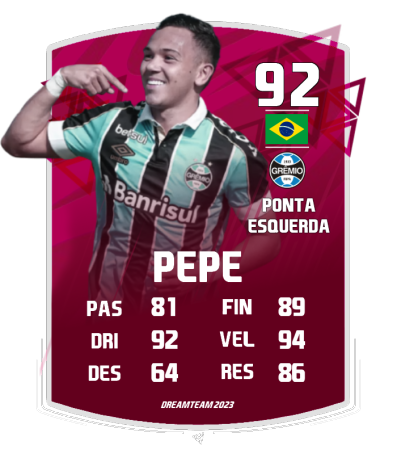 92
betsul
GRÊMIO
Banrisul
PONTA
ESQUERDA
PEPE
PAS 81 FIN 89
DRI 92 VEL 94
DES 64 RES 86
DREAMTEAM 2023